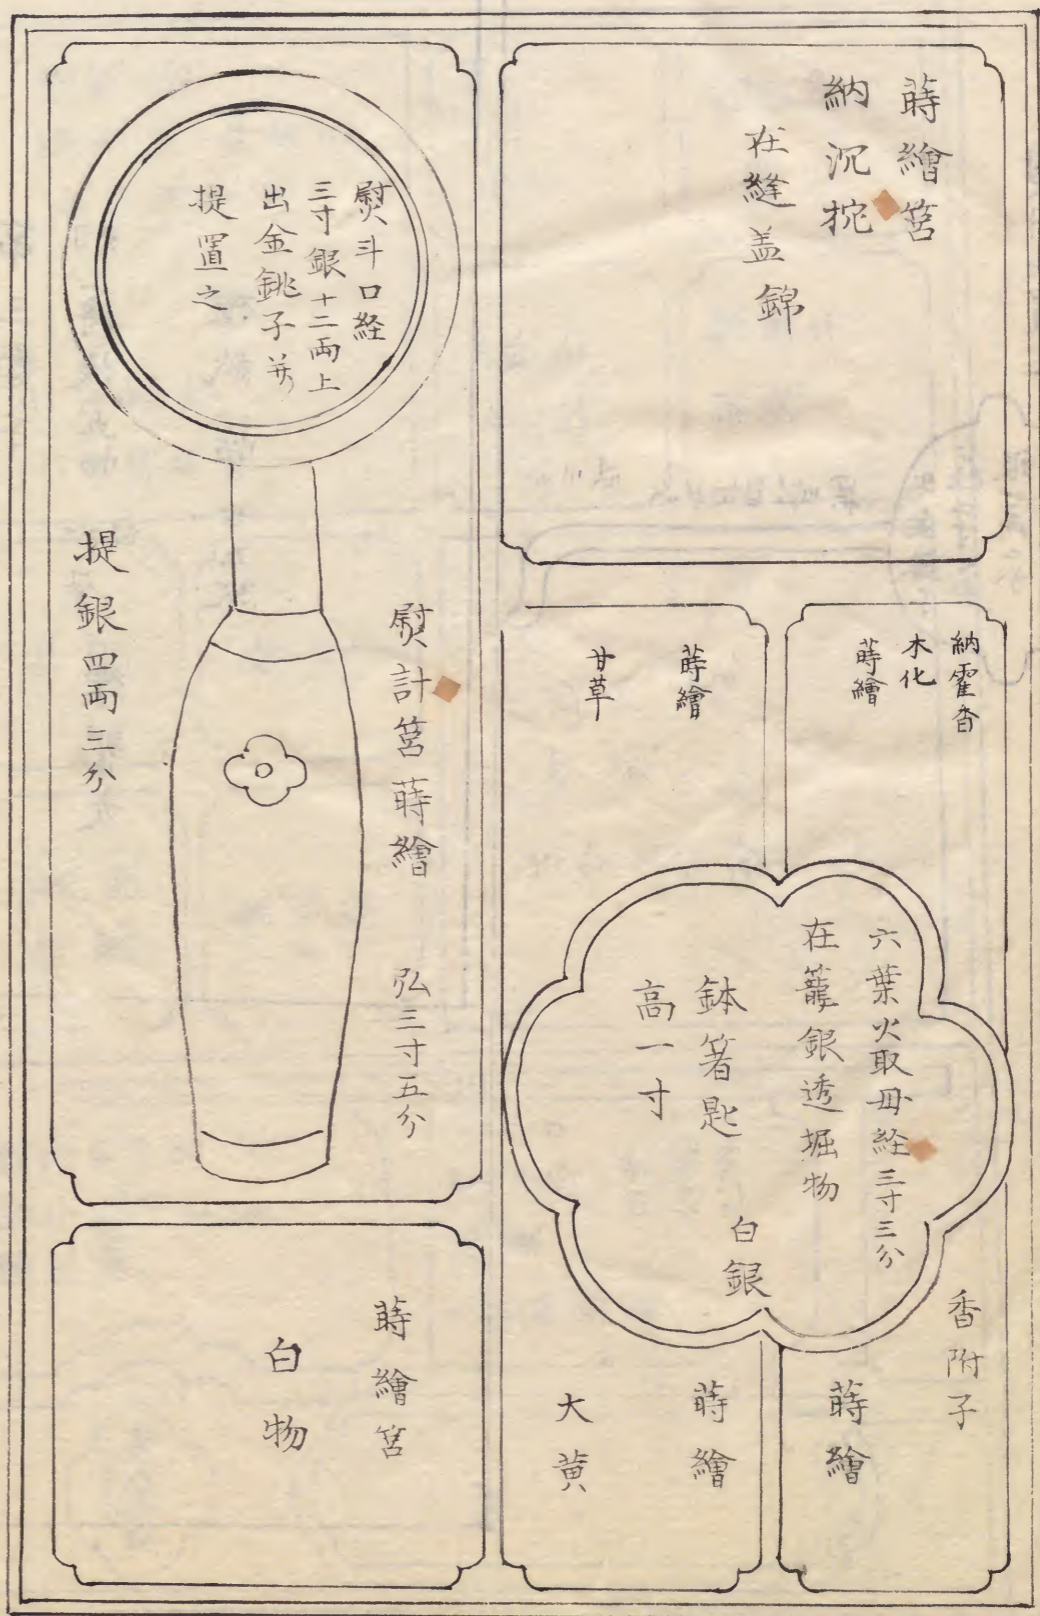 蒔繪筥
納沉挓
在縫盖錦
納霍香
木化
蒔繪
蒔繪
甘草
六葉火取毌経三寸三分
在籠銀透堀物
鉢箸匙
高一寸
白銀
香附子
蒔繪
蒔繪
大黄
熨斗口経
三寸銀十二両上
出金銚子并
提置之
熨計筥蒔繪　弘三寸五分
提銀四両三分
蒔繪筥
白物